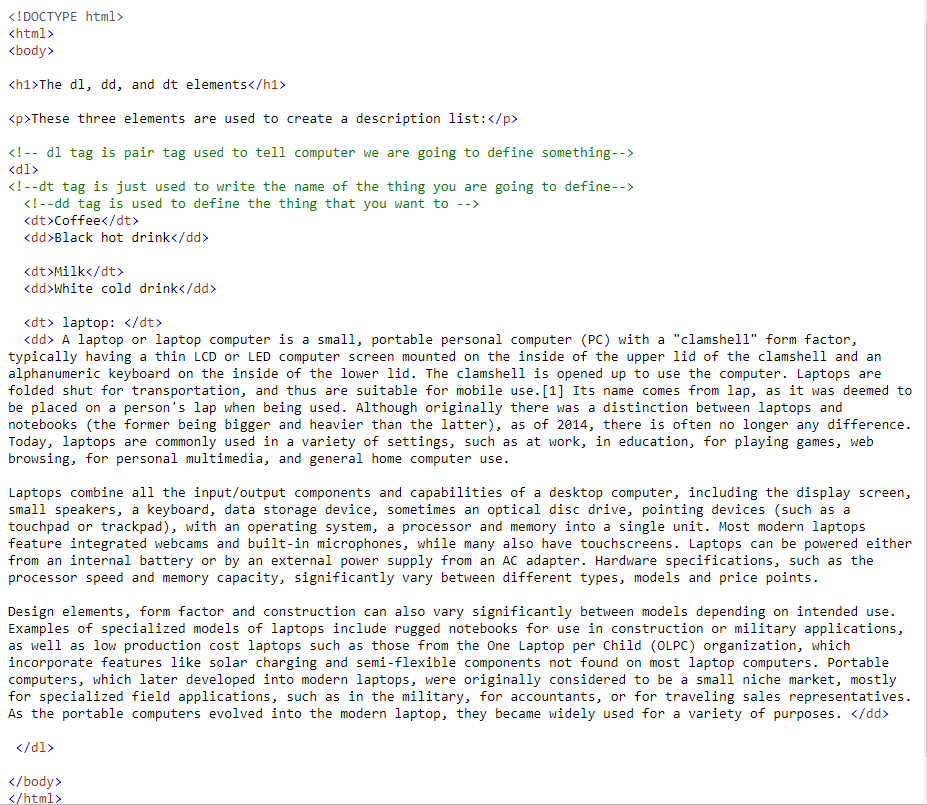 <!DOCTYPE html>
<html>
<body>
<h1>The dl, dd, and dt elements</h1>
<p>These three elements are used to create a description list:</p>
<!-- dl tag is pair tag used to tell computer we are going to define something-->
<dl>
<!--dt tag is just used to write the name of the thing you are going to define-->
<!--dd tag is used to define the thing that you want to -->
<dt>Coffee</dt>
<dd>Black hot drink</dd>
<dt>Milk</dt>
<dd>White cold drink</dd>
<dt> laptop: </dt>
<dd> A laptop or laptop computer is a small, portable personal computer (PC) with a "clamshell" form factor,
typically having a thin LCD or LED computer screen mounted on the inside of the upper lid of the clamshell and an
alphanumeric keyboard on the inside of the lower lid. The clamshell is opened up to use the computer. Laptops are
folded shut for transportation, and thus are suitable for mobile use.[1] Its name comes from lap, as it was deemed to
be placed on a person's lap when being used. Although originally there was a distinction between laptops and
notebooks (the former being bigger and heavier than the latter), as of 2014, there is often no longer any difference.
Today, laptops are commonly used in a variety of settings, such as at work, in education, for playing games, web
browsing, for personal multimedia, and general home computer use.
Laptops combine all the input/output components and capabilities of a desktop computer, including the display screen,
small speakers, a keyboard, data storage device, sometimes an optical disc drive, pointing devices (such as a
touchpad or trackpad), with an operating system, a processor and memory into a single unit. Most modern laptops
feature integrated webcams and built-in microphones, while many also have touchscreens. Laptops can be powered either
from an internal battery or by an external power supply from an AC adapter. Hardware specifications, such as the
processor speed and memory capacity, significantly vary between different types, models and price points.
Design elements, form factor and construction can also vary significantly between models depending on intended use.
Examples of specialized models of laptops include rugged notebooks for use in construction or military applications,
as well as low production cost laptops such as those from the One Laptop per Child (OLPC) organization, which
incorporate features like solar charging and semi-flexible components not found on most laptop computers. Portable
computers, which later developed into modern laptops, were originally considered to be a small niche market, mostly
for specialized field applications, such as in the military, for accountants, or for traveling sales representatives.
As the portable computers evolved into the modern laptop, they became widely used for a variety of purposes. </dd>
</dl>
</body>
</html>